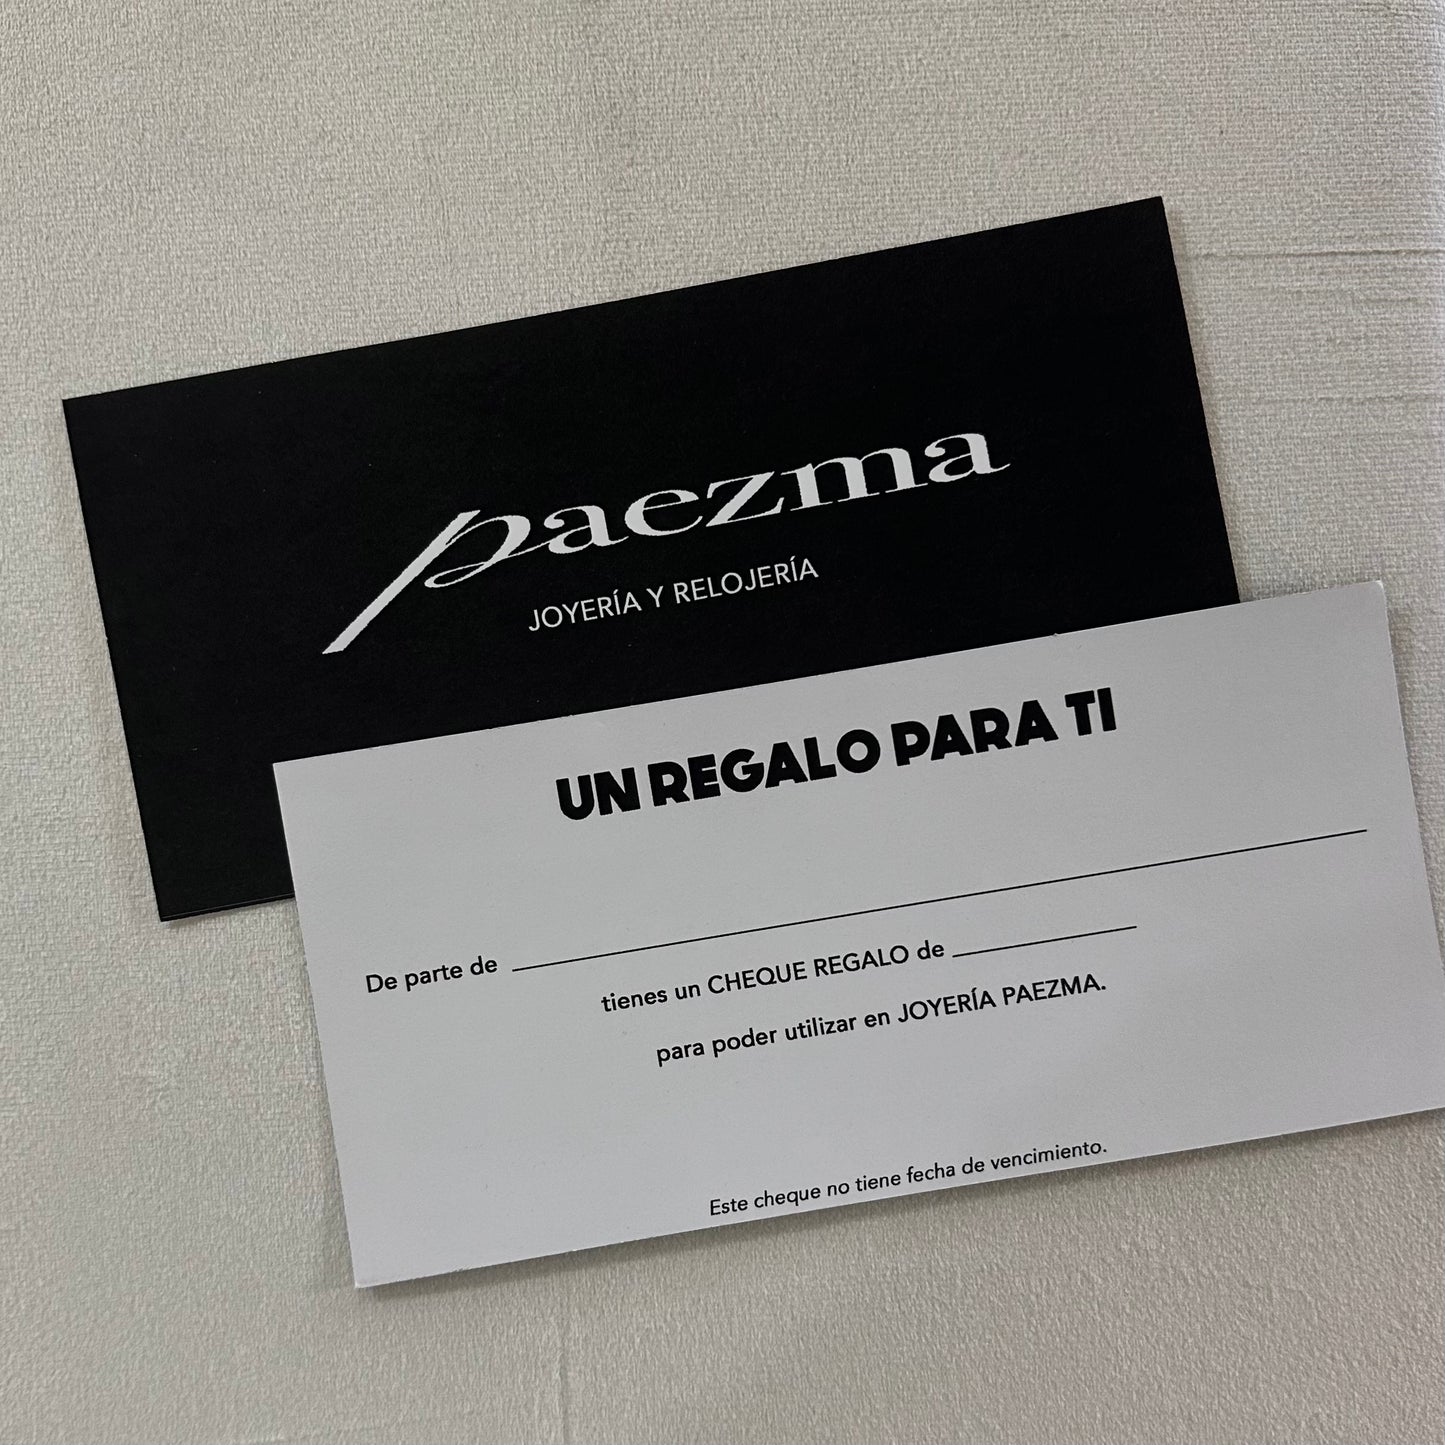 paezma
JOYERÍA Y RELOJERÍA
UN REGALO PARA TI
De parte de
tienes un CHEQUE REGALO de
para poder utilizar en JOYERÍA PAEZMA.
Este cheque no tiene fecha de vencimiento.